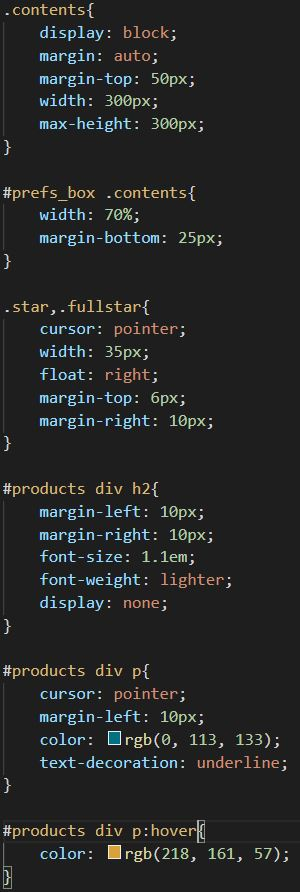 .contents{
display: block;
margin: auto;
margin-top: 50px;
width: 300px;
max-height: 300px;
}
#prefs_box .contents{
width: 70%;
margin-bottom: 25px;
}
.star,.fullstar{
cursor: pointer;
width: 35px;
float: right;
margin-top: 6px;
margin-right: 10px;
}
#products div h2{
margin-left: 10px;
margin-right: 10px;
font-size: 1.1em;
font-weight: lighter;
display: none;
}
#products div p{
cursor: pointer;
margin-left: 10px;
color: rgb(0, 113, 133);
text-decoration: underline;
}
#products div p:hover{
color: rgb(218, 161, 57);
}